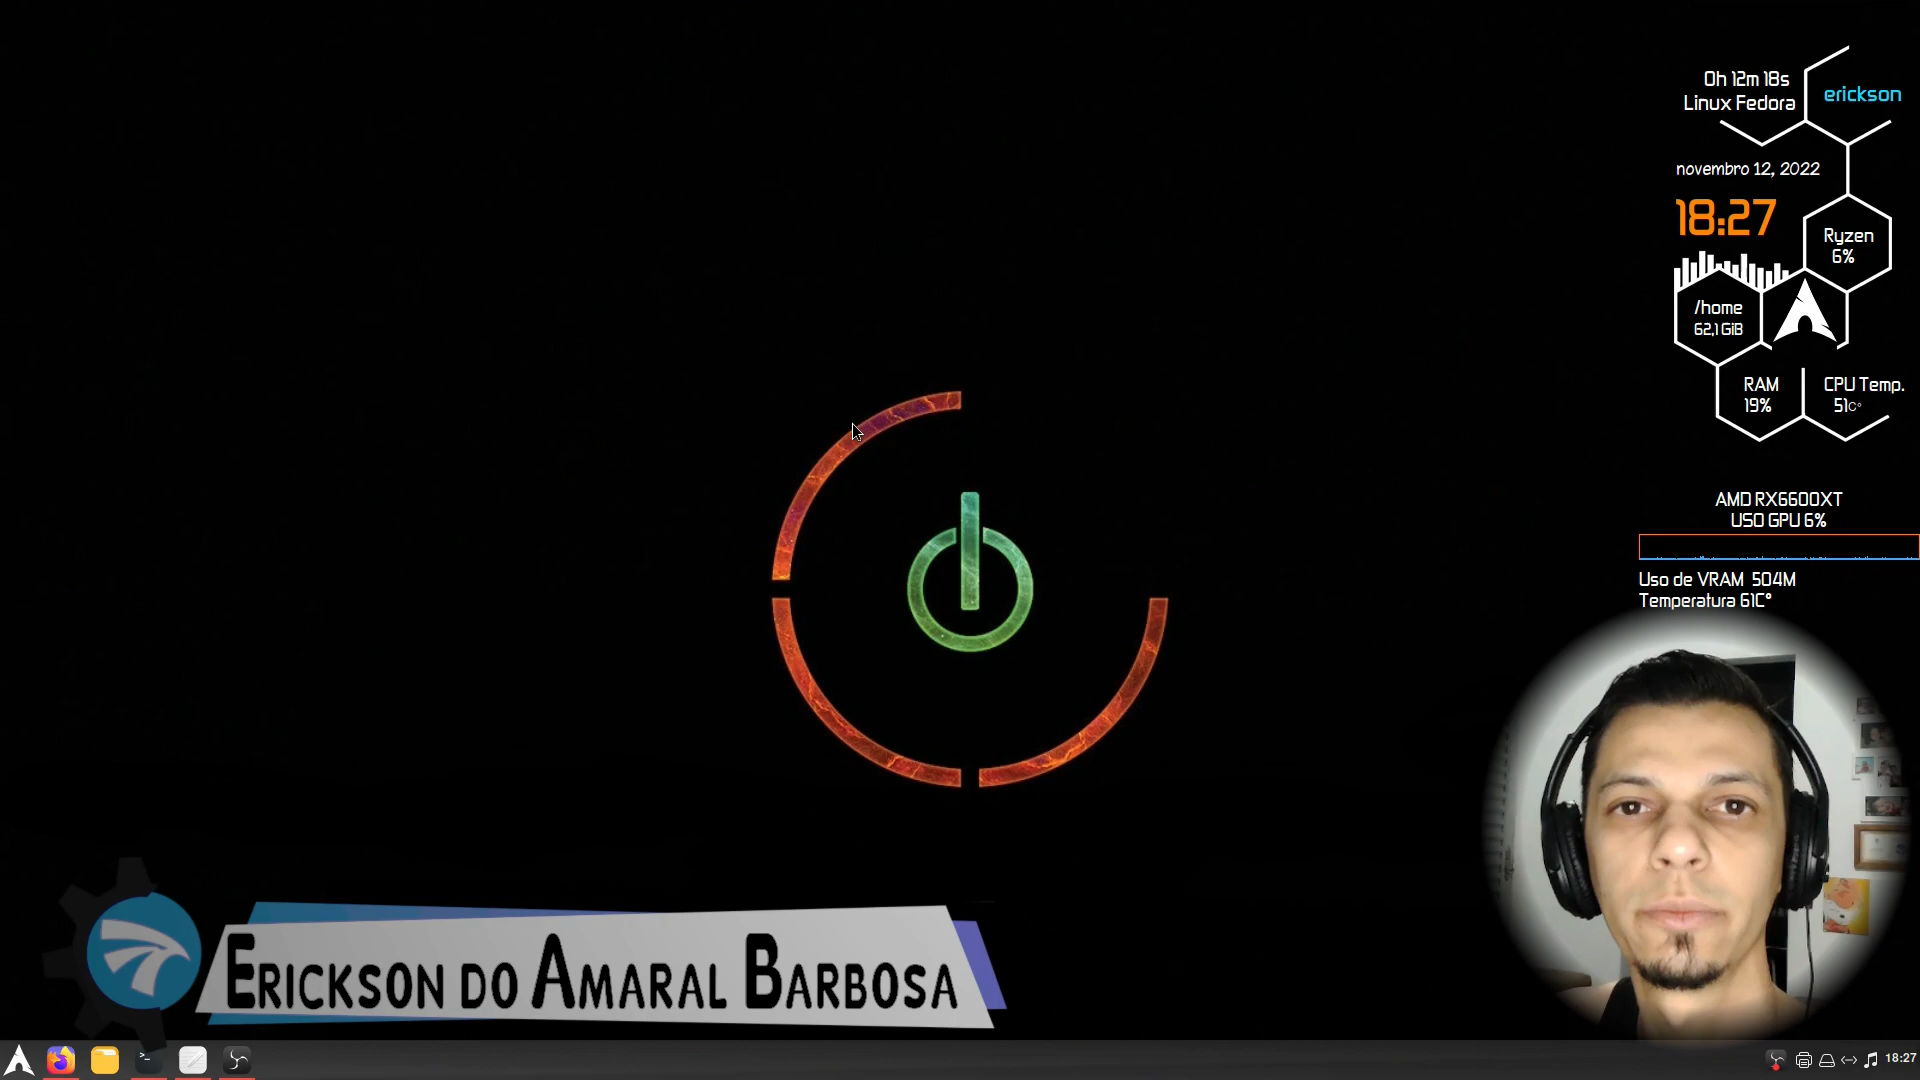 0h 12m 18s
Linux Fedora
erickson
novembro 12, 2022
18:27
Ryzen
6%
/home
62,1 GiB
RAM
19%
CPU Temp.
51C°
AMD RX6600XT
USO GPU 6%
Uso de VRAM 504M
Temperatura 61C°
ERICKSON DO AMARAL BARBOSA
>_
18:27